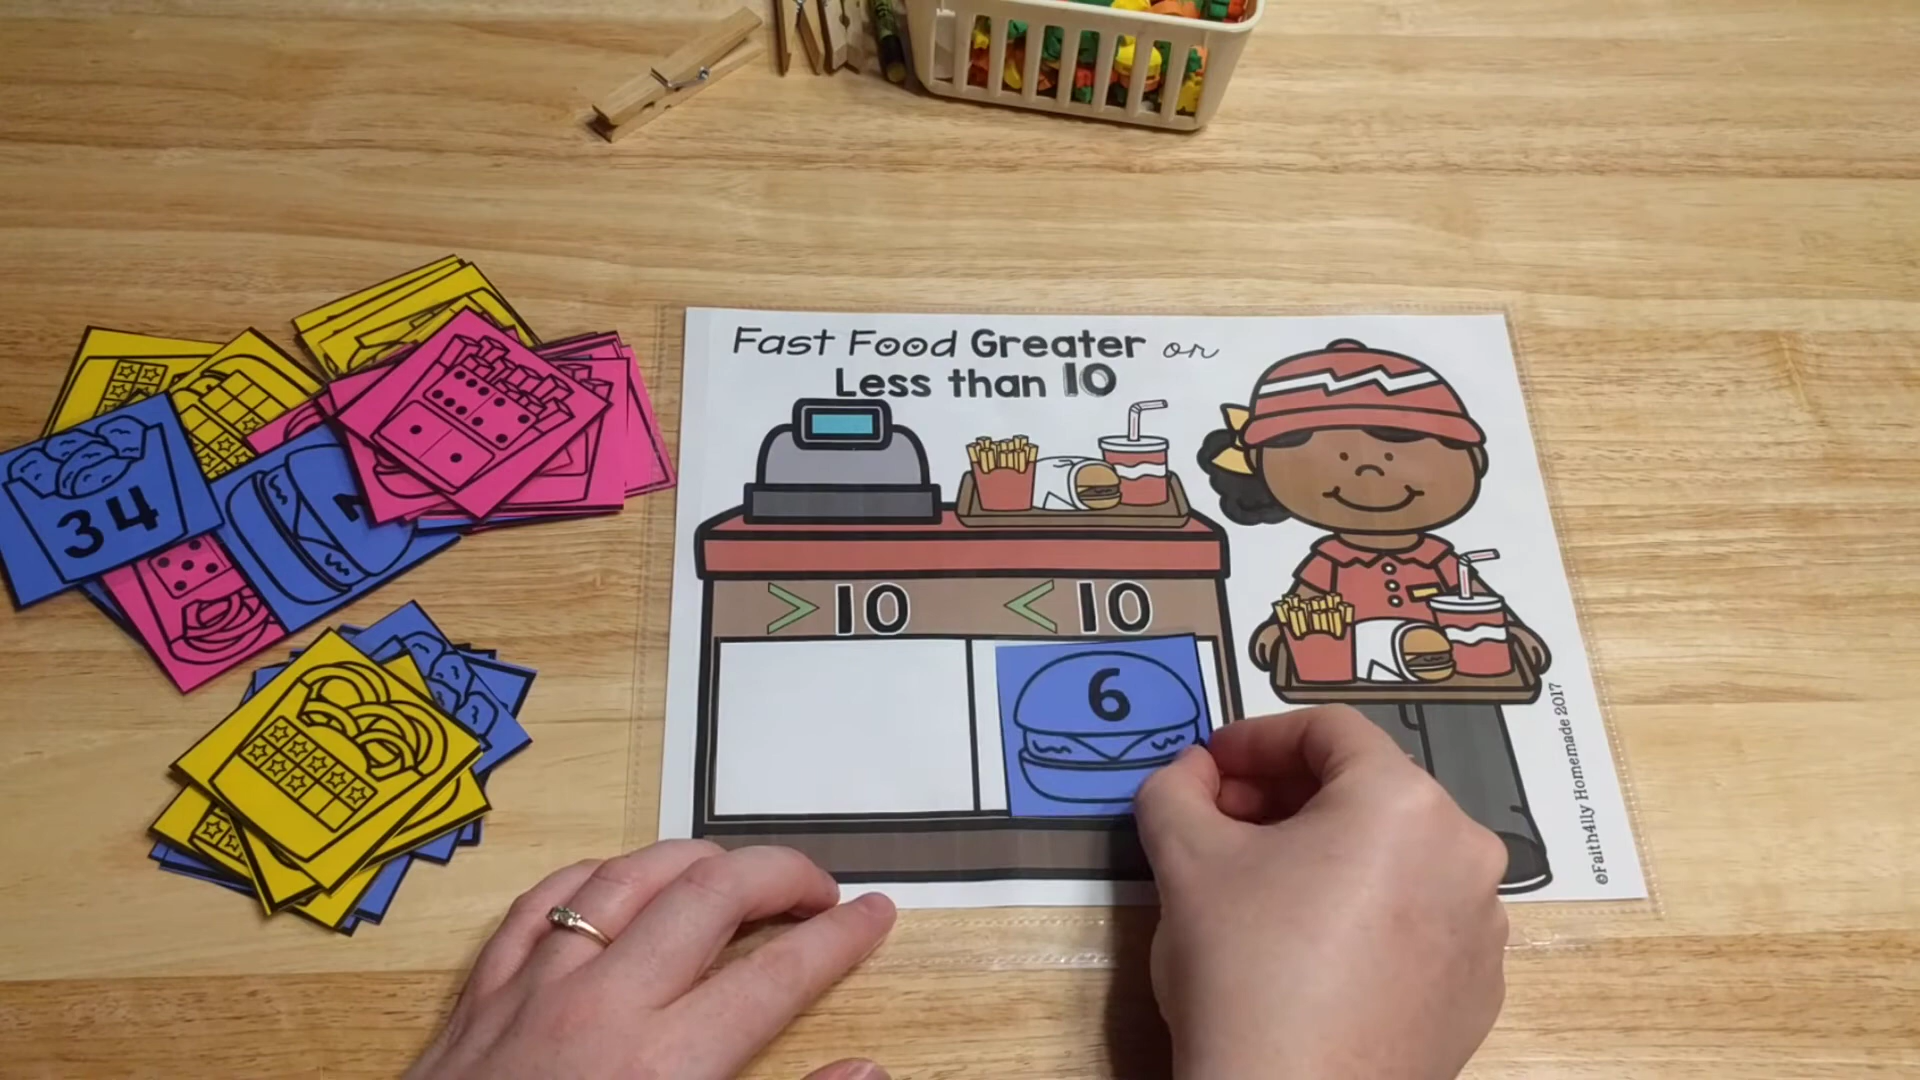 Fast Food Greater or
Less than 10
> 10 < 10
6
34
©Faith4lly Homemade 2017